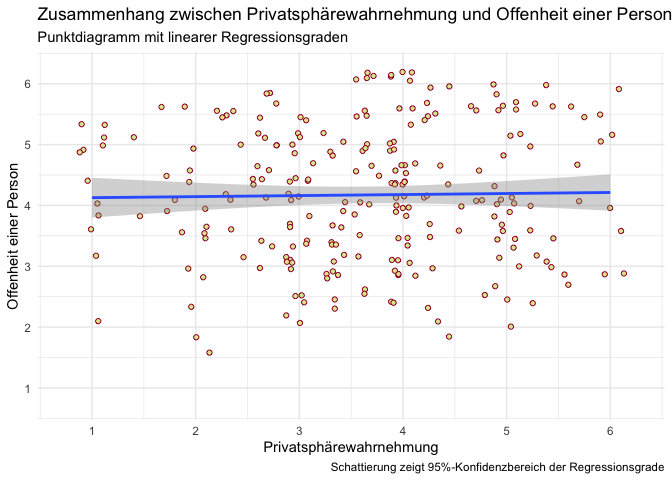 Zusammenhang zwischen Privatsphärewahrnehmung und Offenheit einer Person
Punktdiagramm mit linearer Regressionsgraden
Offenheit einer Person
6
5
4
3
2
1
1 2 3 4 5 6
Privatsphärewahrnehmung
Schattierung zeigt 95%-Konfidenzbereich der Regressionsgrade